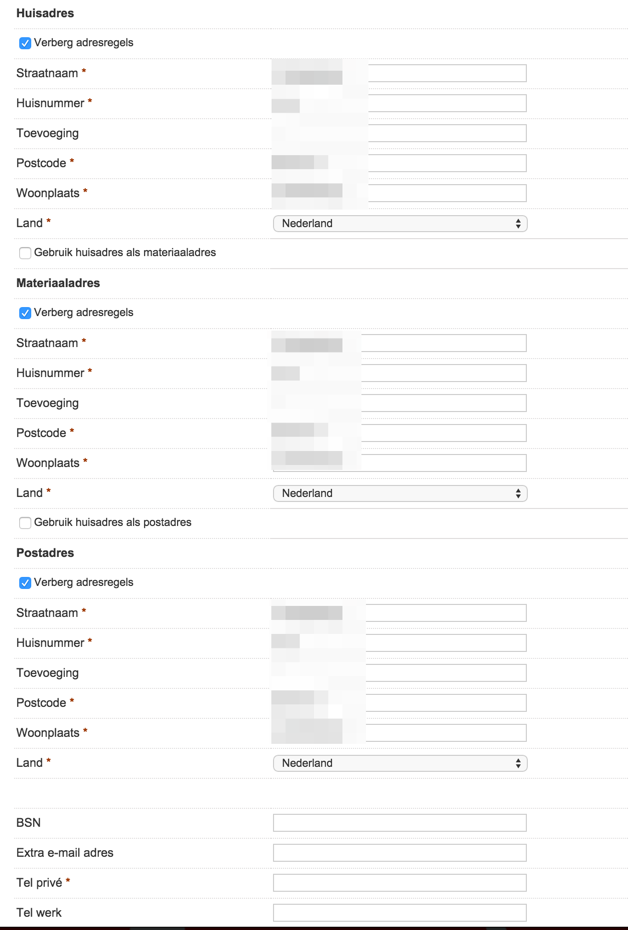 Huisadres
Verberg adresregels
Straatnaam *
Huisnummer *
Toevoeging
Postcode *
Woonplaats *
Land * Nederland
Gebruik huisadres als materiaaladres
Materiaaladres
Verberg adresregels
Straatnaam *
Huisnummer *
Toevoeging
Postcode *
Woonplaats *
Land * Nederland
Gebruik huisadres als postadres
Postadres
Verberg adresregels
Straatnaam *
Huisnummer *
Toevoeging
Postcode *
Woonplaats *
Land * Nederland
BSN
Extra e-mail adres
Tel privé *
Tel werk